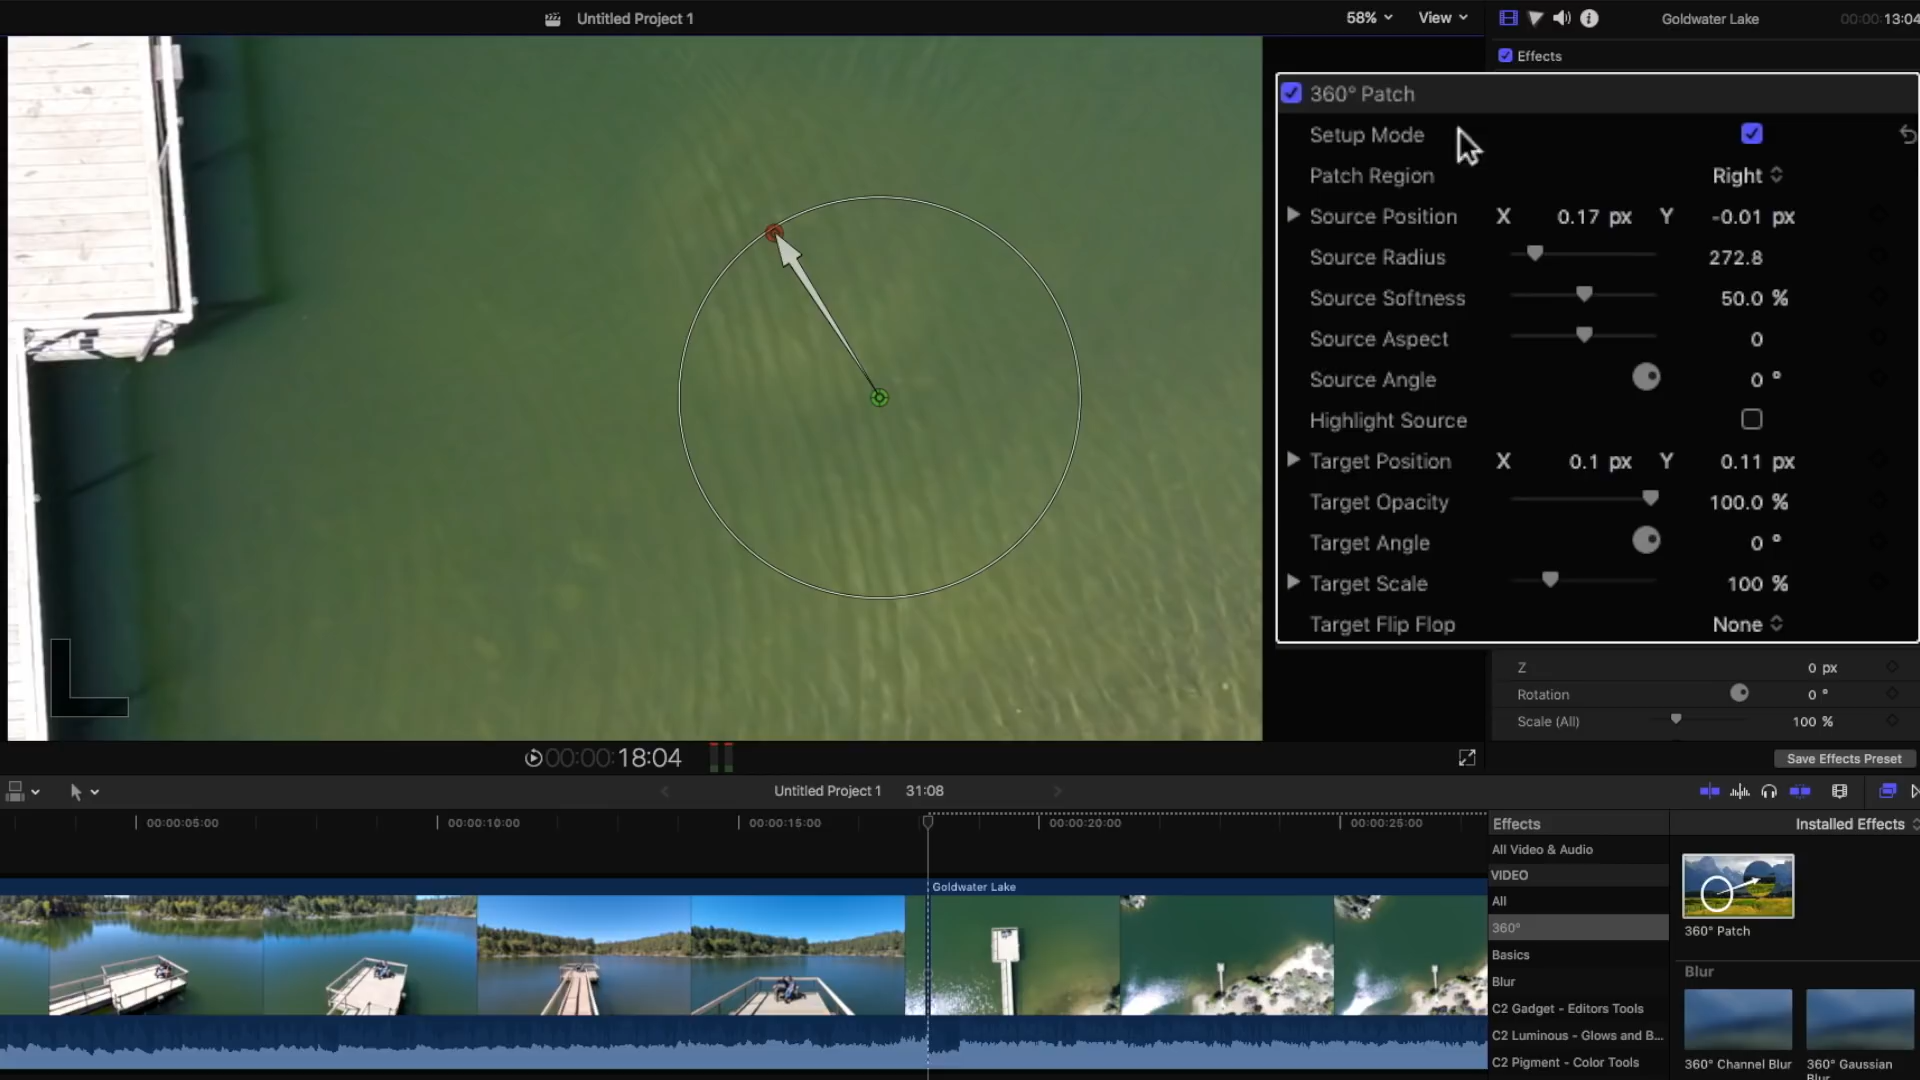 Untitled Project 1
58%
View
Goldwater Lake
00:00:13:04
Effects
360° Patch
Setup Mode
Patch Region Right
Source Position X 0.17 px Y -0.01 px
Source Radius 272.8
Source Softness 50.0 %
Source Aspect 0
Source Angle 0 °
Highlight Source
Target Position X 0.1 px Y 0.11 px
Target Opacity 100.0 %
Target Angle 0 °
Target Scale 100 %
Target Flip Flop None
Z 0 px
Rotation 0 °
Scale (All) 100 %
00:00:18:04
Save Effects Preset
Untitled Project 1 31:08
00:00:05:00
00:00:10:00
00:00:15:00
00:00:20:00
00:00:25:00
Goldwater Lake
Effects
Installed Effects
All Video & Audio
VIDEO
All
360°
Basics
Blur
C2 Gadget - Editors Tools
C2 Luminous - Glows and B...
C2 Pigment - Color Tools
360° Patch
Blur
360° Channel Blur
360° Gaussian
Blur